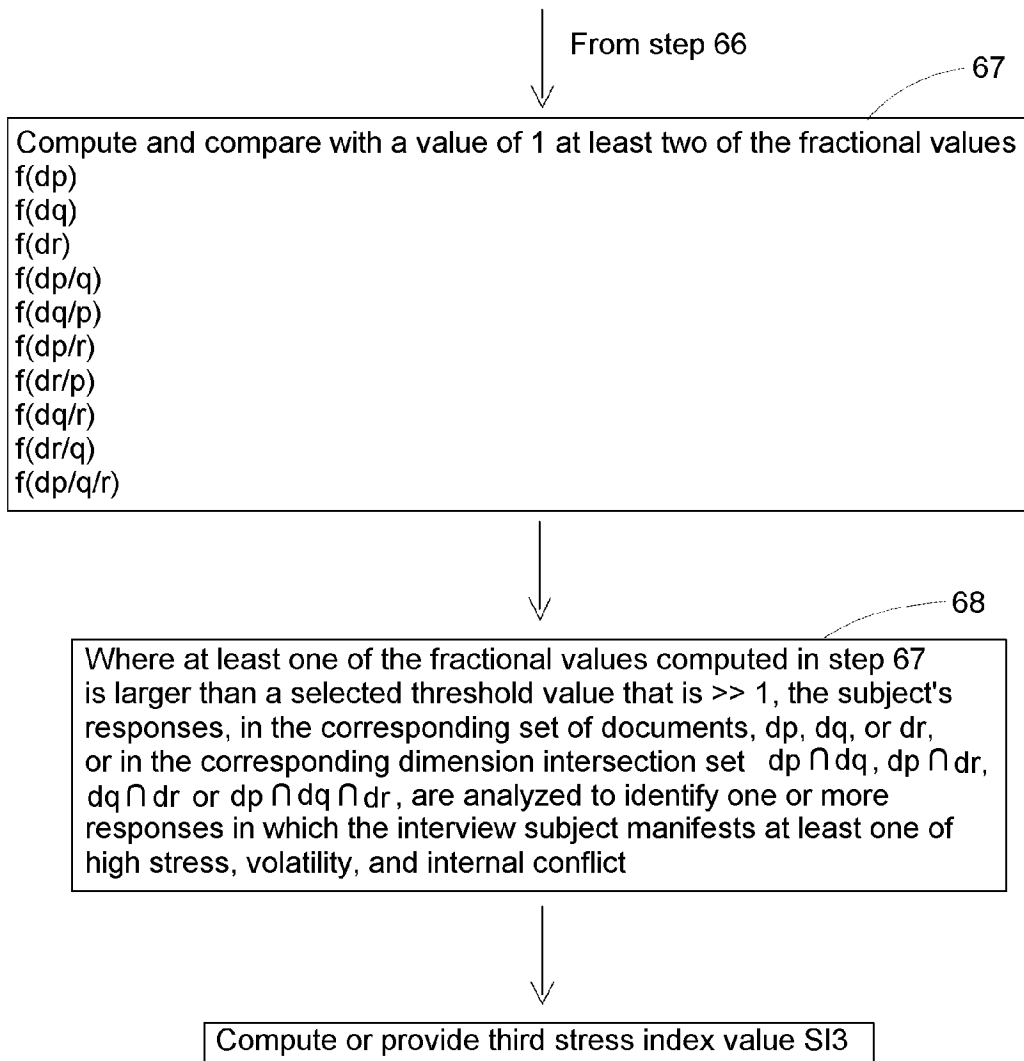 From step 66
67
Compute and compare with a value of 1 at least two of the fractional values
f(dp)
f(dq)
f(dr)
f(dp/q)
f(dq/p)
f(dp/r)
f(dr/p)
f(dq/r)
f(dr/q)
f(dp/q/r)
68
Where at least one of the fractional values computed in step 67
is larger than a selected threshold value that is >> 1, the subject's
responses, in the corresponding set of documents, dp, dq, or dr,
or in the corresponding dimension intersection set dp ∩ dq, dp ∩ dr,
dq ∩ dr or dp ∩ dq ∩ dr, are analyzed to identify one or more
responses in which the interview subject manifests at least one of
high stress, volatility, and internal conflict
Compute or provide third stress index value SI3